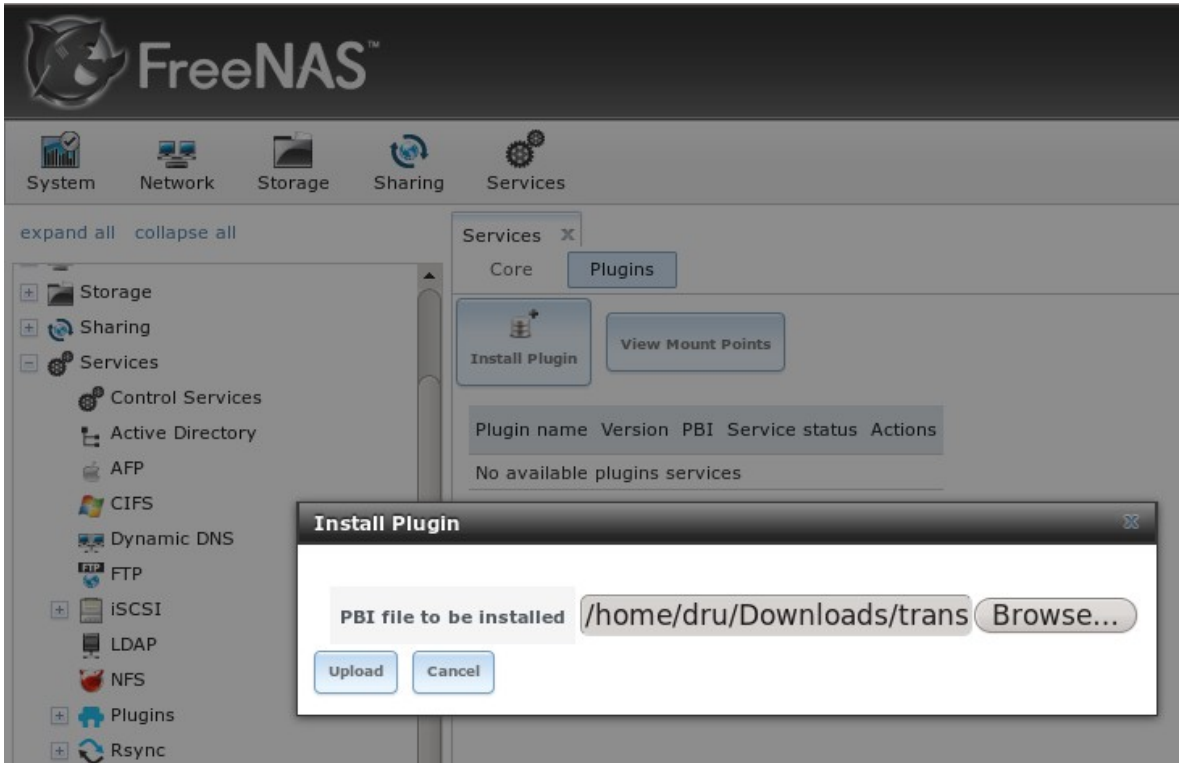 FreeNAS™
System Network Storage Sharing Services
expand all collapse all
Services X
Core Plugins
Storage
Sharing
Services
Control Services
Active Directory
AFP
CIFS
Dynamic DNS
FTP
FTP
iSCSI
LDAP
NFS
Plugins
Rsync
Install Plugin
View Mount Points
Plugin name Version PBI Service status Actions
No available plugins services
Install Plugin
PBI file to be installed /home/dru/Downloads/trans Browse...
Upload Cancel